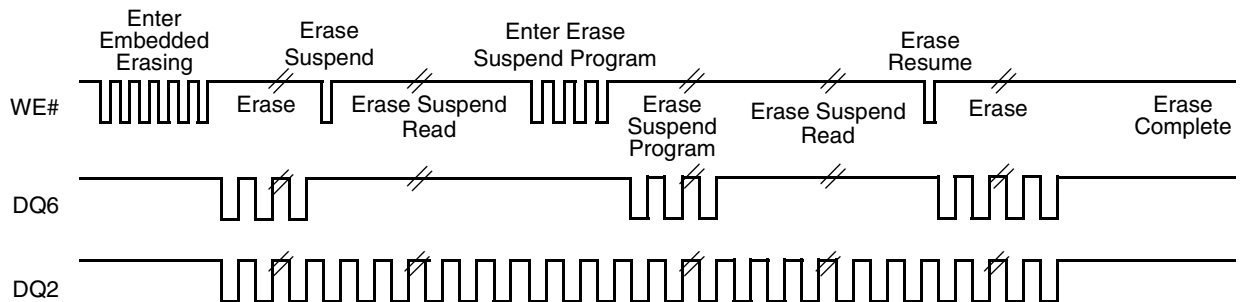 Enter
Embedded
Erasing
Erase
Suspend
Enter Erase
Suspend Program
Erase
Resume
WE#
Erase
Erase Suspend
Read
Erase
Suspend
Program
Erase Suspend
Read
Erase
Erase
Complete
DQ6
DQ2